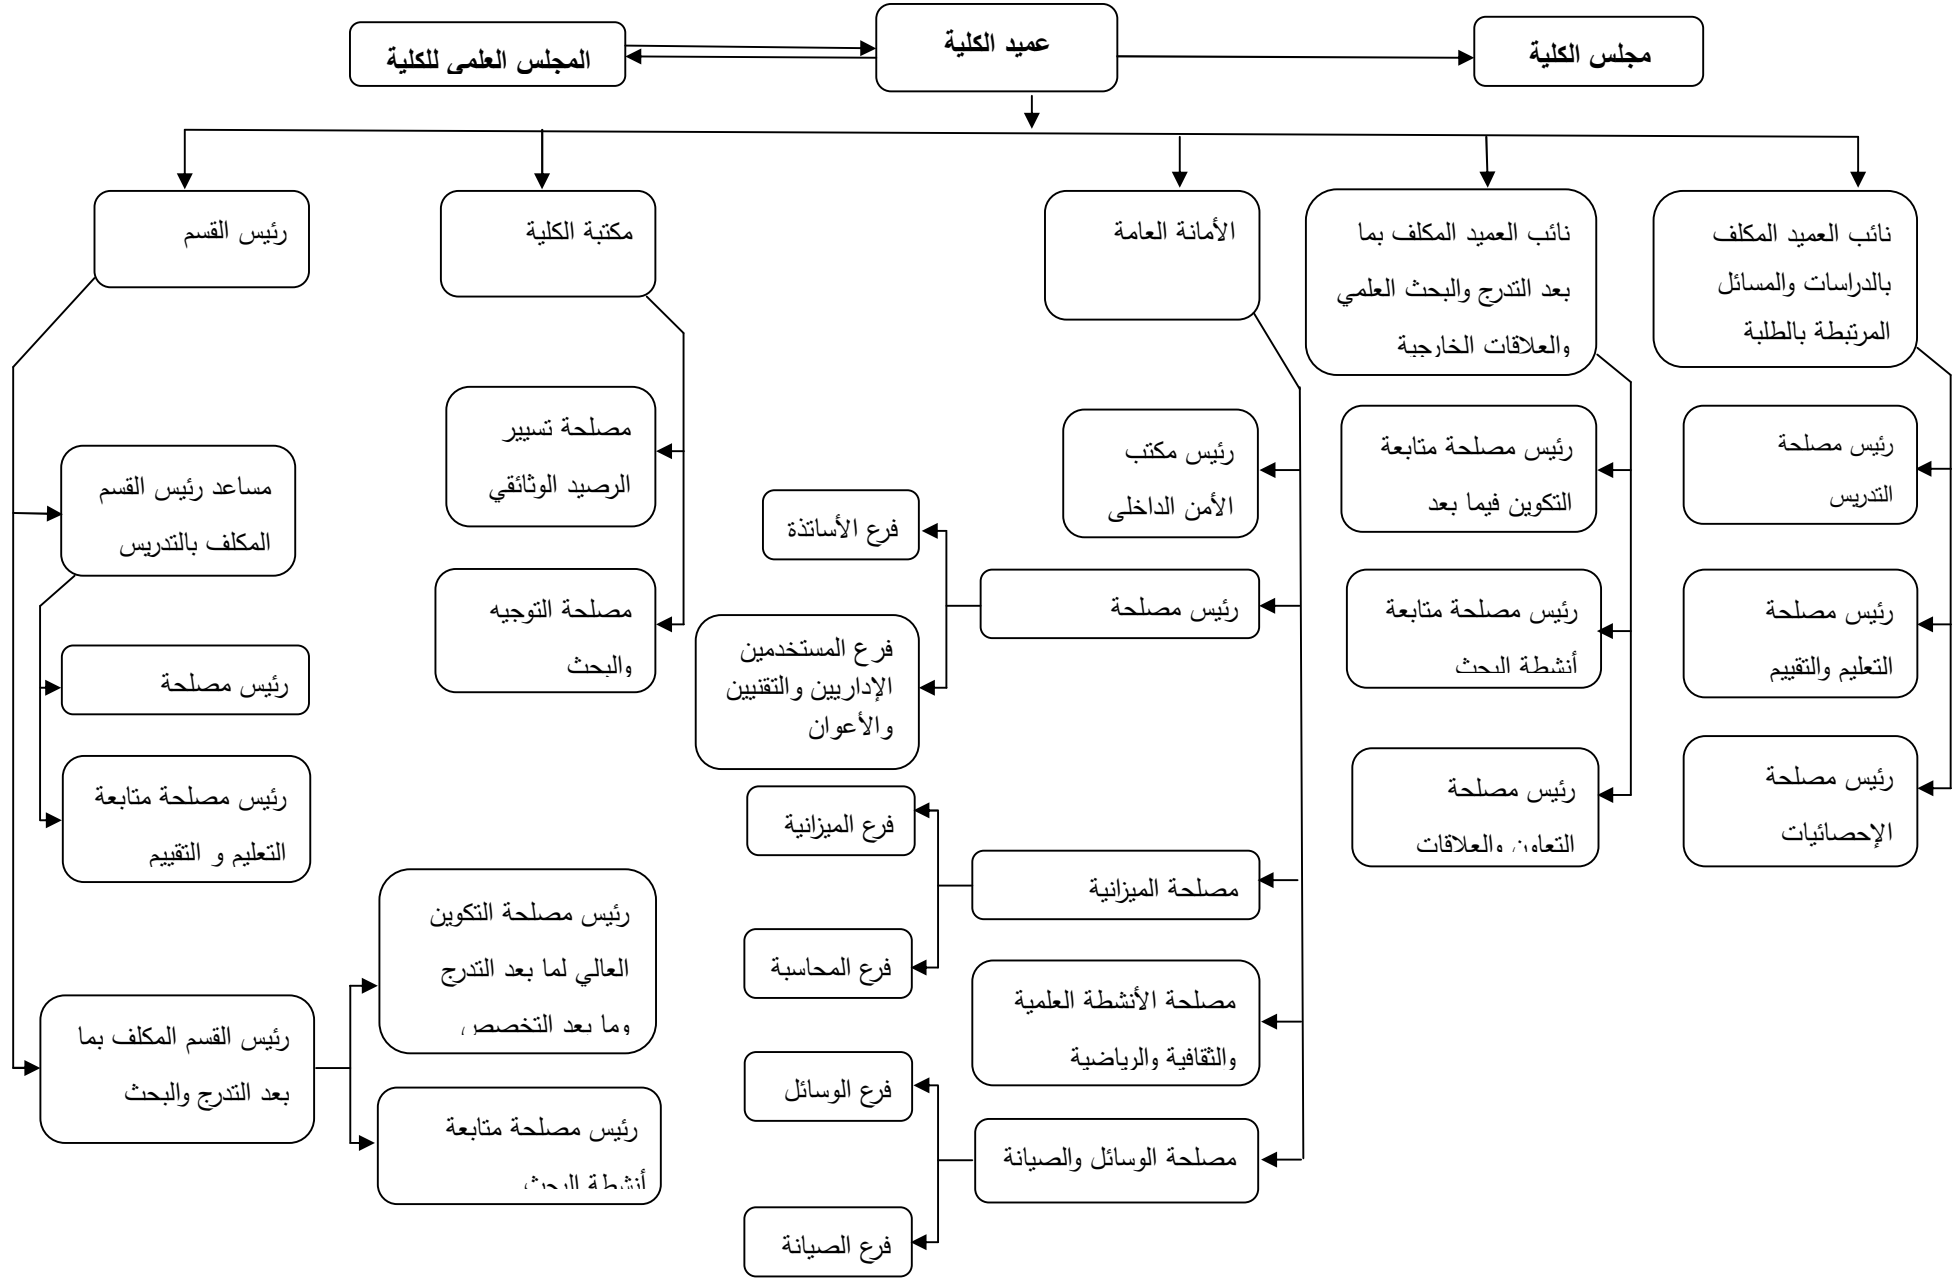 مجلس الكلية
عميد الكلية
المجلس العلمي للكلية
نائب العميد المكلف
بالدراسات والمسائل
المرتبطة بالطلبة
نائب العميد المكلف بما
بعد التدرج والبحث العلمي
والعلاقات الخارجية
الأمانة العامة
مكتبة الكلية
رئيس القسم
رئيس مصلحة
التدريس
رئيس مصلحة
التعليم والتقييم
رئيس مصلحة
الإحصائيات
رئيس مصلحة متابعة
التكوين فيما بعد
رئيس مصلحة متابعة
أنشطة البحث
رئيس مصلحة
التعاون والعلاقات
رئيس مكتب
الأمن الداخلي
رئيس مصلحة
فرع الأساتذة
فرع المستخدمين
الإداريين والتقنيين
والأعوان
مصلحة الميزانية
فرع الميزانية
فرع المحاسبة
مصلحة الأنشطة العلمية
والثقافية والرياضية
مصلحة الوسائل والصيانة
فرع الوسائل
فرع الصيانة
مصلحة تسيير
الرصيد الوثائقي
مصلحة التوجيه
والبحث
مساعد رئيس القسم
المكلف بالتدريس
رئيس مصلحة
رئيس مصلحة متابعة
التعليم و التقييم
رئيس القسم المكلف بما
بعد التدرج والبحث
رئيس مصلحة التكوين
العالي لما بعد التدرج
وما بعد التخصص
رئيس مصلحة متابعة
أنشطة البحث